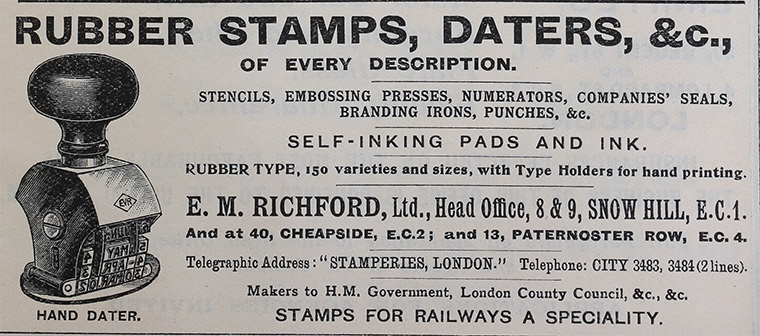 RUBBER STAMPS, DATERS, &c.,
OF EVERY DESCRIPTION.
STENCILS, EMBOSSING PRESSES, NUMERATORS, COMPANIES' SEALS,
BRANDING IRONS, PUNCHES, &c.
SELF-INKING PADS AND INK.
RUBBER TYPE, 150 varieties and sizes, with Type Holders for hand printing.
E. M. RICHFORD, Ltd., Head Office, 8 & 9, SNOW HILL, E.C.1.
And at 40, CHEAPSIDE, E.C.2; and 13, PATERNOSTER ROW, E.C. 4.
Telegraphic Address: "STAMPERIES, LONDON." Telephone: CITY 3483, 3484 (2 lines).
Makers to H.M. Government, London County Council, &c., &c.
STAMPS FOR RAILWAYS A SPECIALITY.
HAND DATER.